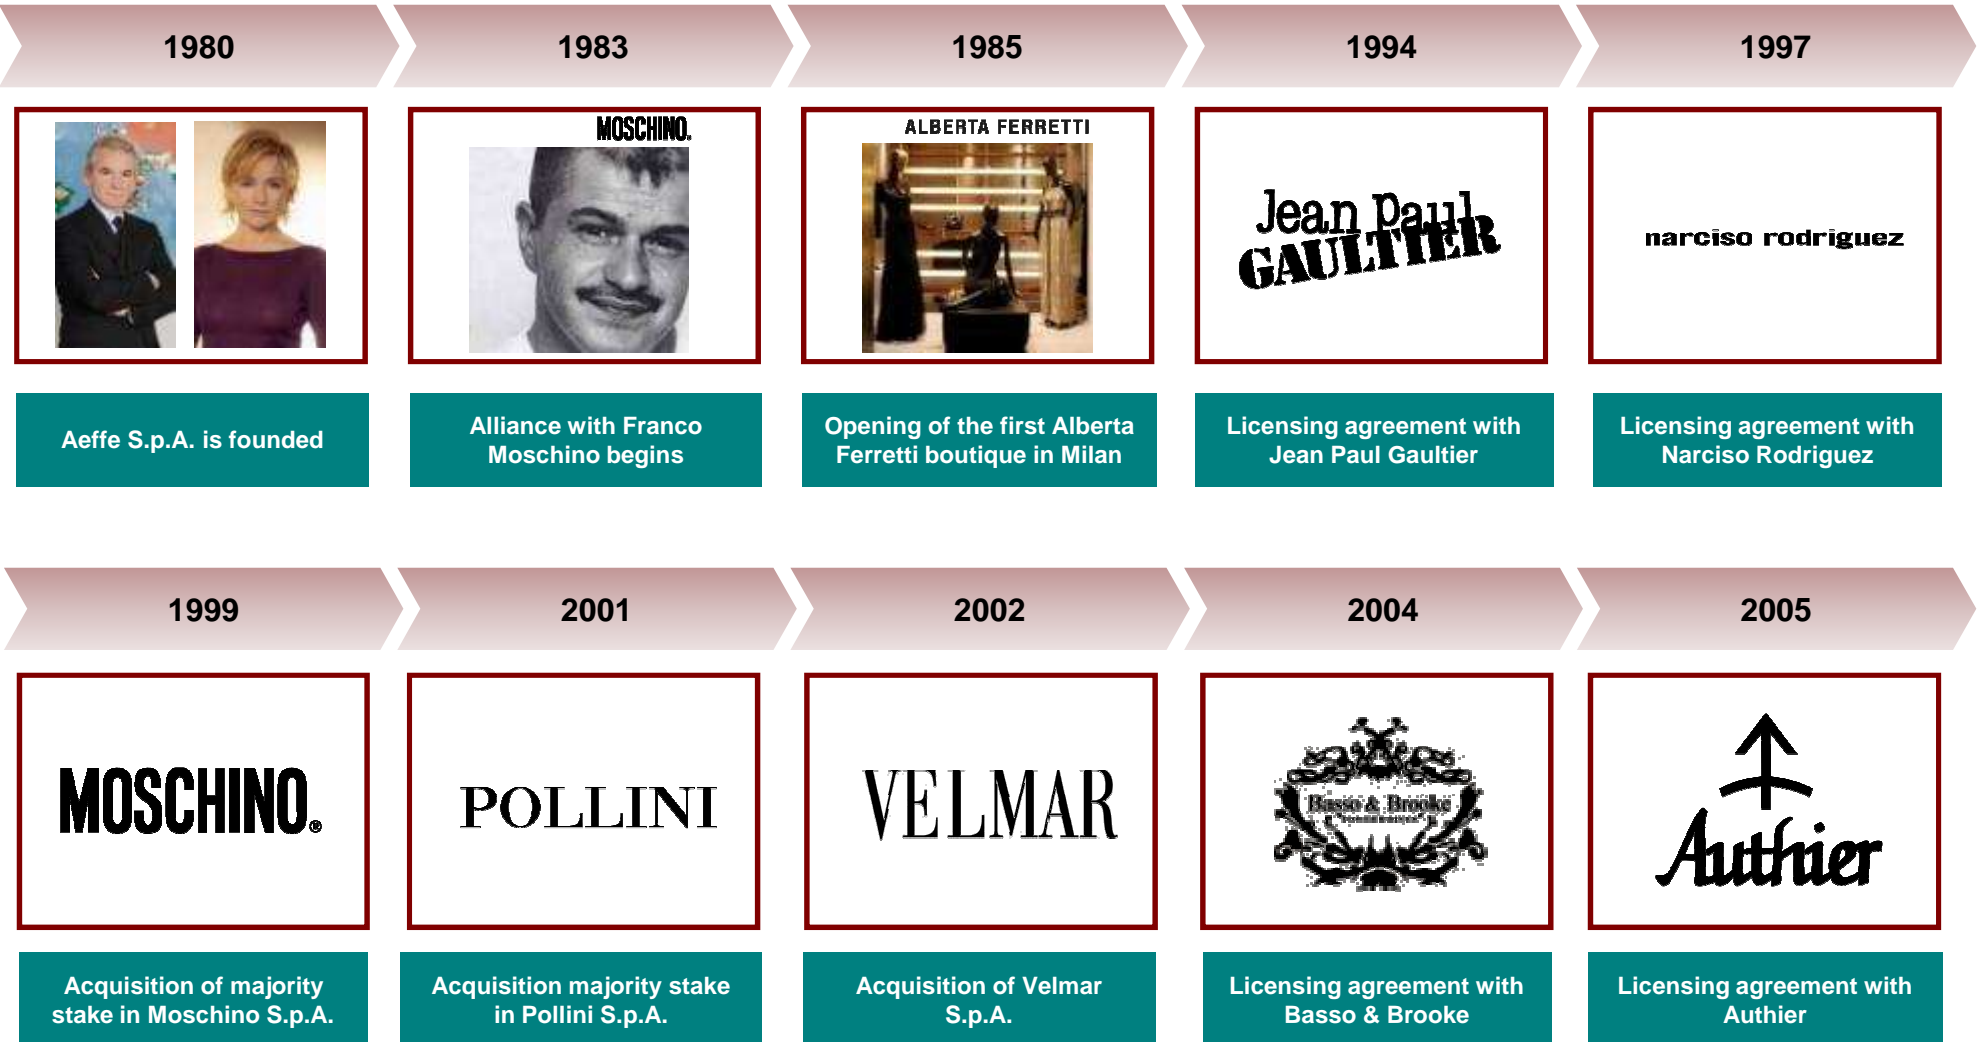 1980
1983
1985
1994
1997
MOSCHINO.
ALBERTA FERRETTI
Jean Paul
GAULTIER
narciso rodriguez
Aeffe S.p.A. is founded
Alliance with Franco
Moschino begins
Opening of the first Alberta
Ferretti boutique in Milan
Licensing agreement with
Jean Paul Gaultier
Licensing agreement with
Narciso Rodriguez
1999
2001
2002
2004
2005
MOSCHINO.®
POLLINI
VELMAR
Basso & Brooke
Authier
Acquisition of majority
stake in Moschino S.p.A.
Acquisition majority stake
in Pollini S.p.A.
Acquisition of Velmar
S.p.A.
Licensing agreement with
Basso & Brooke
Licensing agreement with
Authier